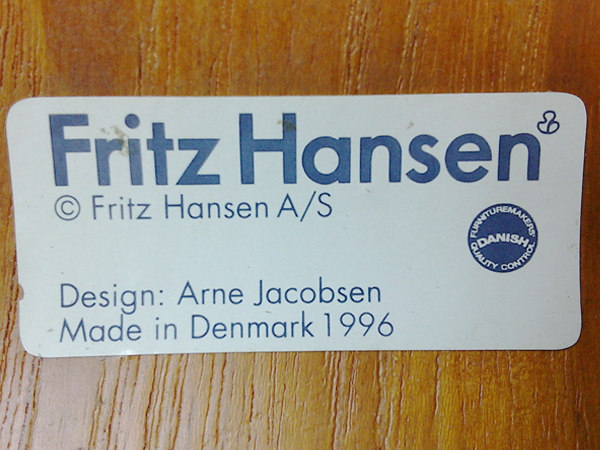 Fritz Hansen
© Fritz Hansen A/S
FURNITUREMAKERS'
DANISH
QUALITY CONTROL
Design: Arne Jacobsen
Made in Denmark 1996